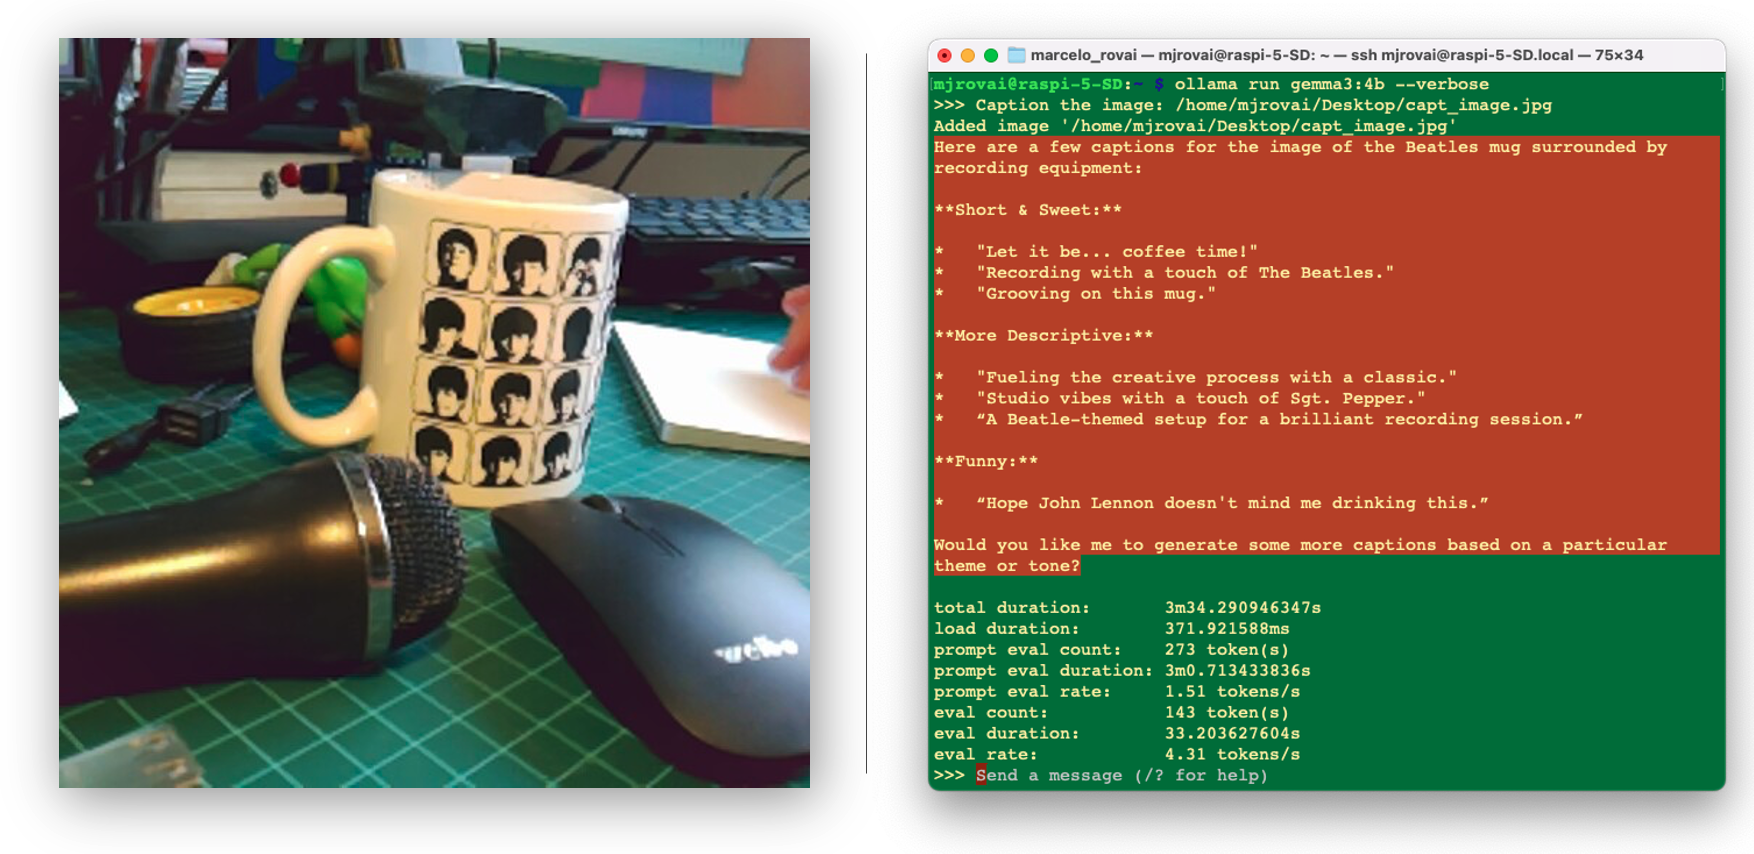 marcelo_rovai — mjrovai@raspi-5-SD: ~ — ssh mjrovai@raspi-5-SD.local — 75×34
mjrovai@raspi-5-SD:~ $ ollama run gemma3:4b --verbose
>>> Caption the image: /home/mjrovai/Desktop/capt_image.jpg
Added image '/home/mjrovai/Desktop/capt_image.jpg'
Here are a few captions for the image of the Beatles mug surrounded by
recording equipment:
**Short & Sweet:**
*   "Let it be... coffee time!"
*   "Recording with a touch of The Beatles."
*   "Grooving on this mug."
**More Descriptive:**
*   "Fueling the creative process with a classic."
*   "Studio vibes with a touch of Sgt. Pepper."
*   “A Beatle-themed setup for a brilliant recording session.”
**Funny:**
*   “Hope John Lennon doesn't mind me drinking this.”
Would you like me to generate some more captions based on a particular
theme or tone?
total duration:       3m34.290946347s
load duration:        371.921588ms
prompt eval count:    273 token(s)
prompt eval duration: 3m0.713433836s
prompt eval rate:     1.51 tokens/s
eval count:           143 token(s)
eval duration:        33.203627604s
eval rate:            4.31 tokens/s
>>> Send a message (/? for help)